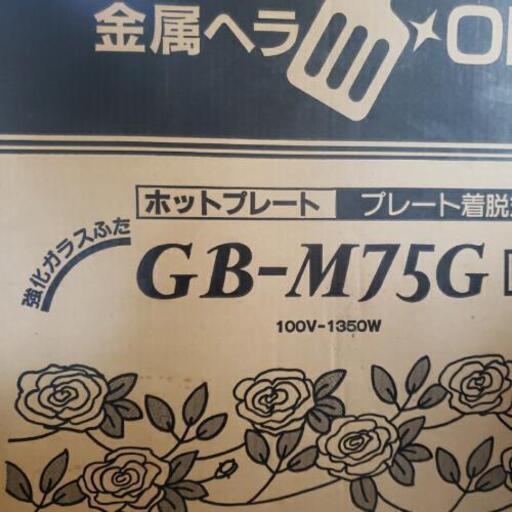 金属ヘラ
ホットプレート プレート着脱
強化ガラスふた
GB-M75G
100V-1350W